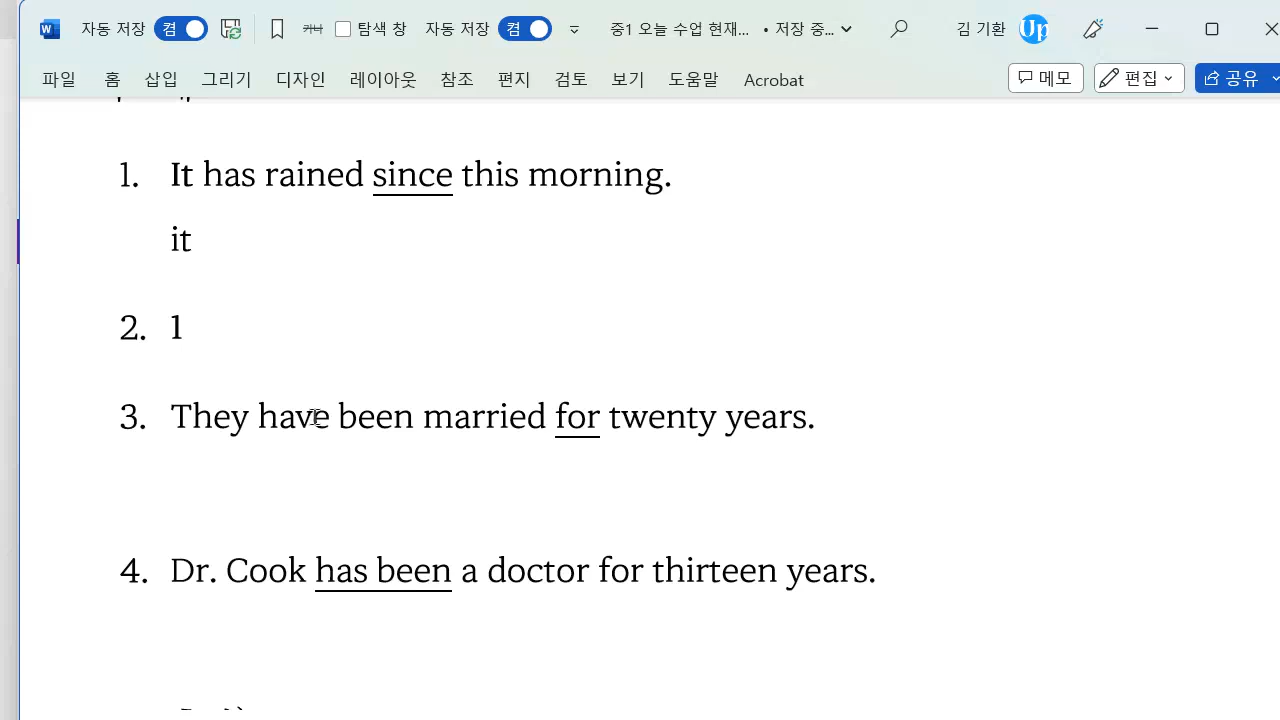 자동 저장 켬 가나 탐색 창 자동 저장 켬 중1 오늘 수업 현재... • 저장 중... 김 기환 Up
파일 홈 삽입 그리기 디자인 레이아웃 참조 편지 검토 보기 도움말 Acrobat 메모 편집 공유
1. It has rained since this morning.
it
2. 1
3. They have been married for twenty years.
4. Dr. Cook has been a doctor for thirteen years.